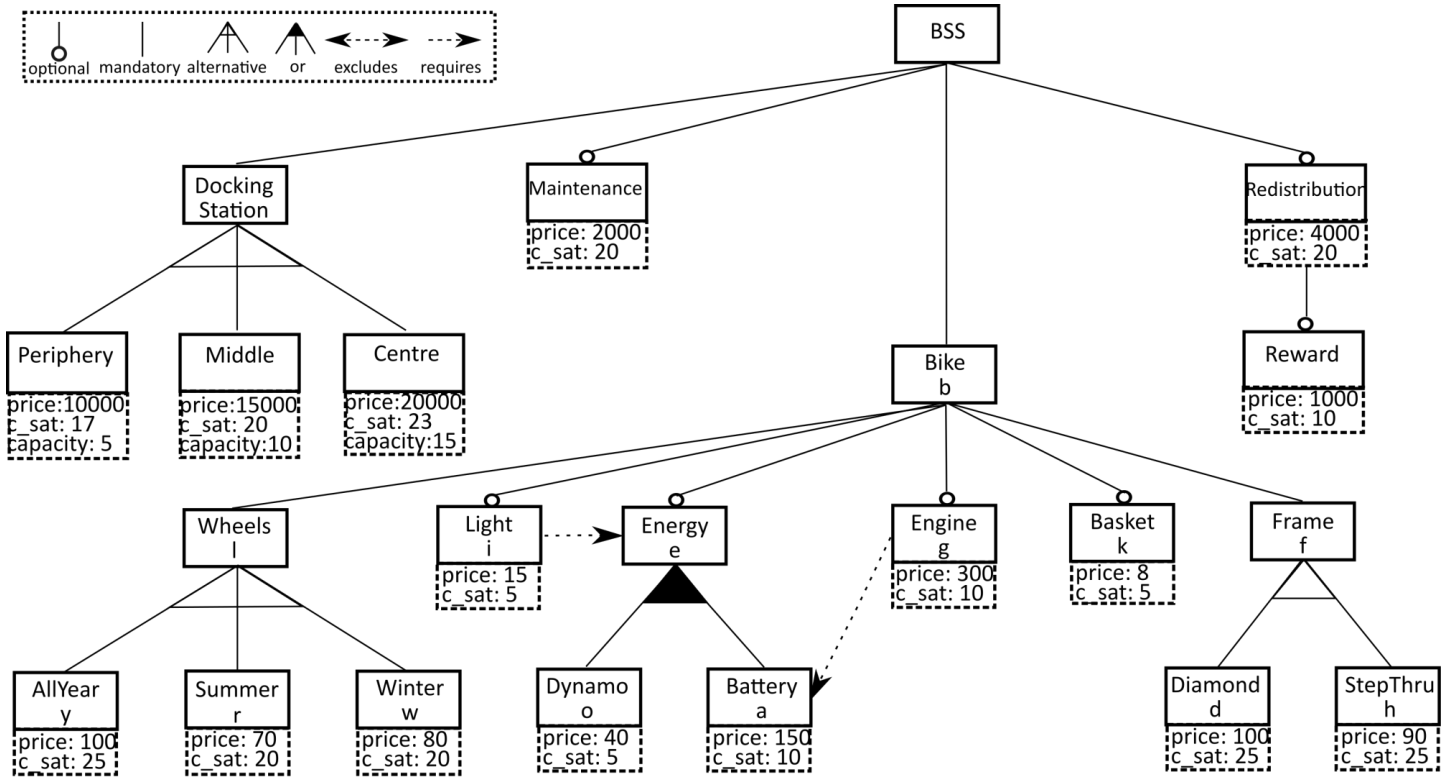 optional mandatory alternative or excludes requires
BSS
Docking
Station
Maintenance
price: 2000
c_sat: 20
Redistribution
price: 4000
c_sat: 20
Periphery
price:10000
c_sat: 17
capacity: 5
Middle
price:15000
c_sat: 20
capacity:10
Centre
price:20000
c_sat: 23
capacity:15
Bike
b
Reward
price: 1000
c_sat: 10
Wheels
l
Light
i
price: 15
c_sat: 5
Energy
e
Engine
g
price: 300
c_sat: 10
Basket
k
price: 8
c_sat: 5
Frame
f
AllYear
y
price: 100
c_sat: 25
Summer
r
price: 70
c_sat: 20
Winter
w
price: 80
c_sat: 20
Dynamo
o
price: 40
c_sat: 5
Battery
a
price: 150
c_sat: 10
Diamond
d
price: 100
c_sat: 25
StepThru
h
price: 90
c_sat: 25